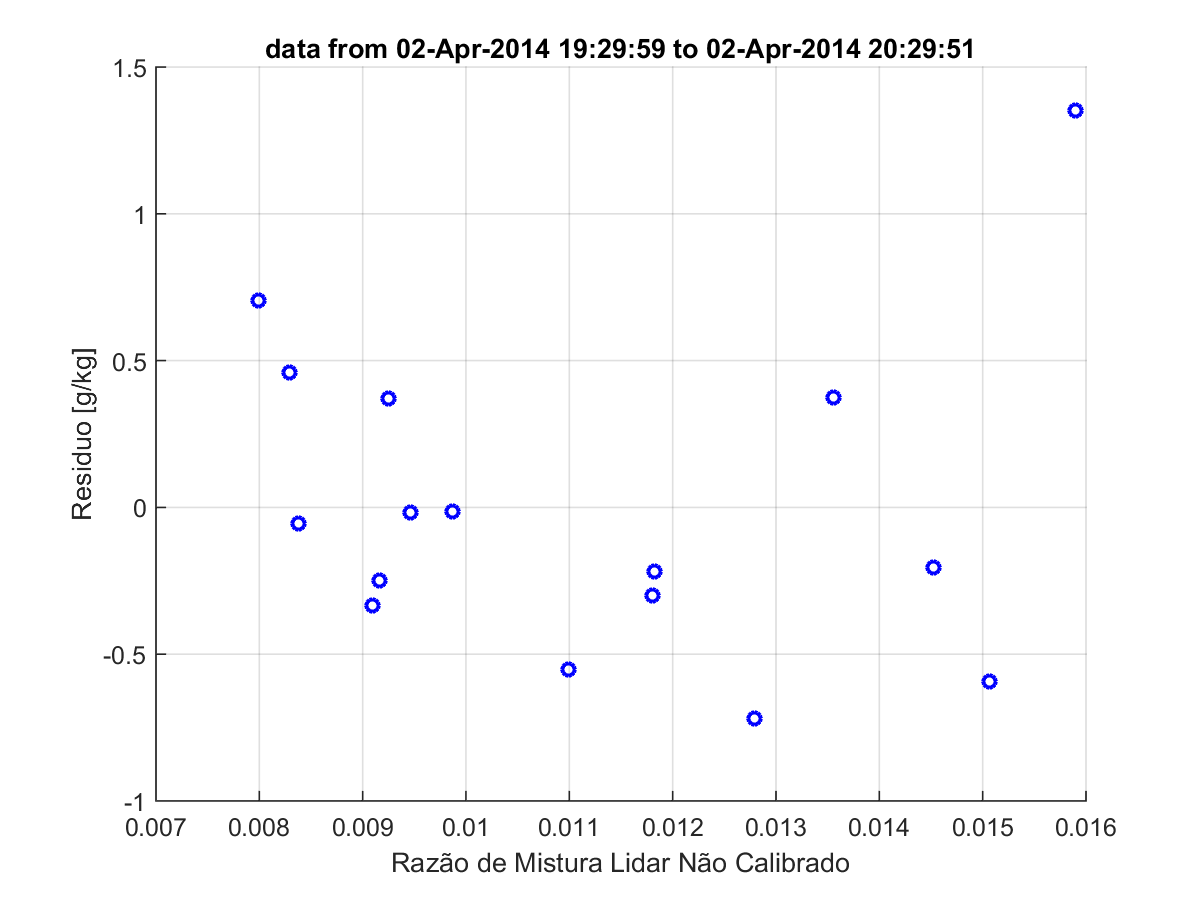 data from 02-Apr-2014 19:29:59 to 02-Apr-2014 20:29:51
1.5
1
0.5
0
-0.5
-1
Residuo [g/kg]
0.007 0.008 0.009 0.01 0.011 0.012 0.013 0.014 0.015 0.016
Razão de Mistura Lidar Não Calibrado